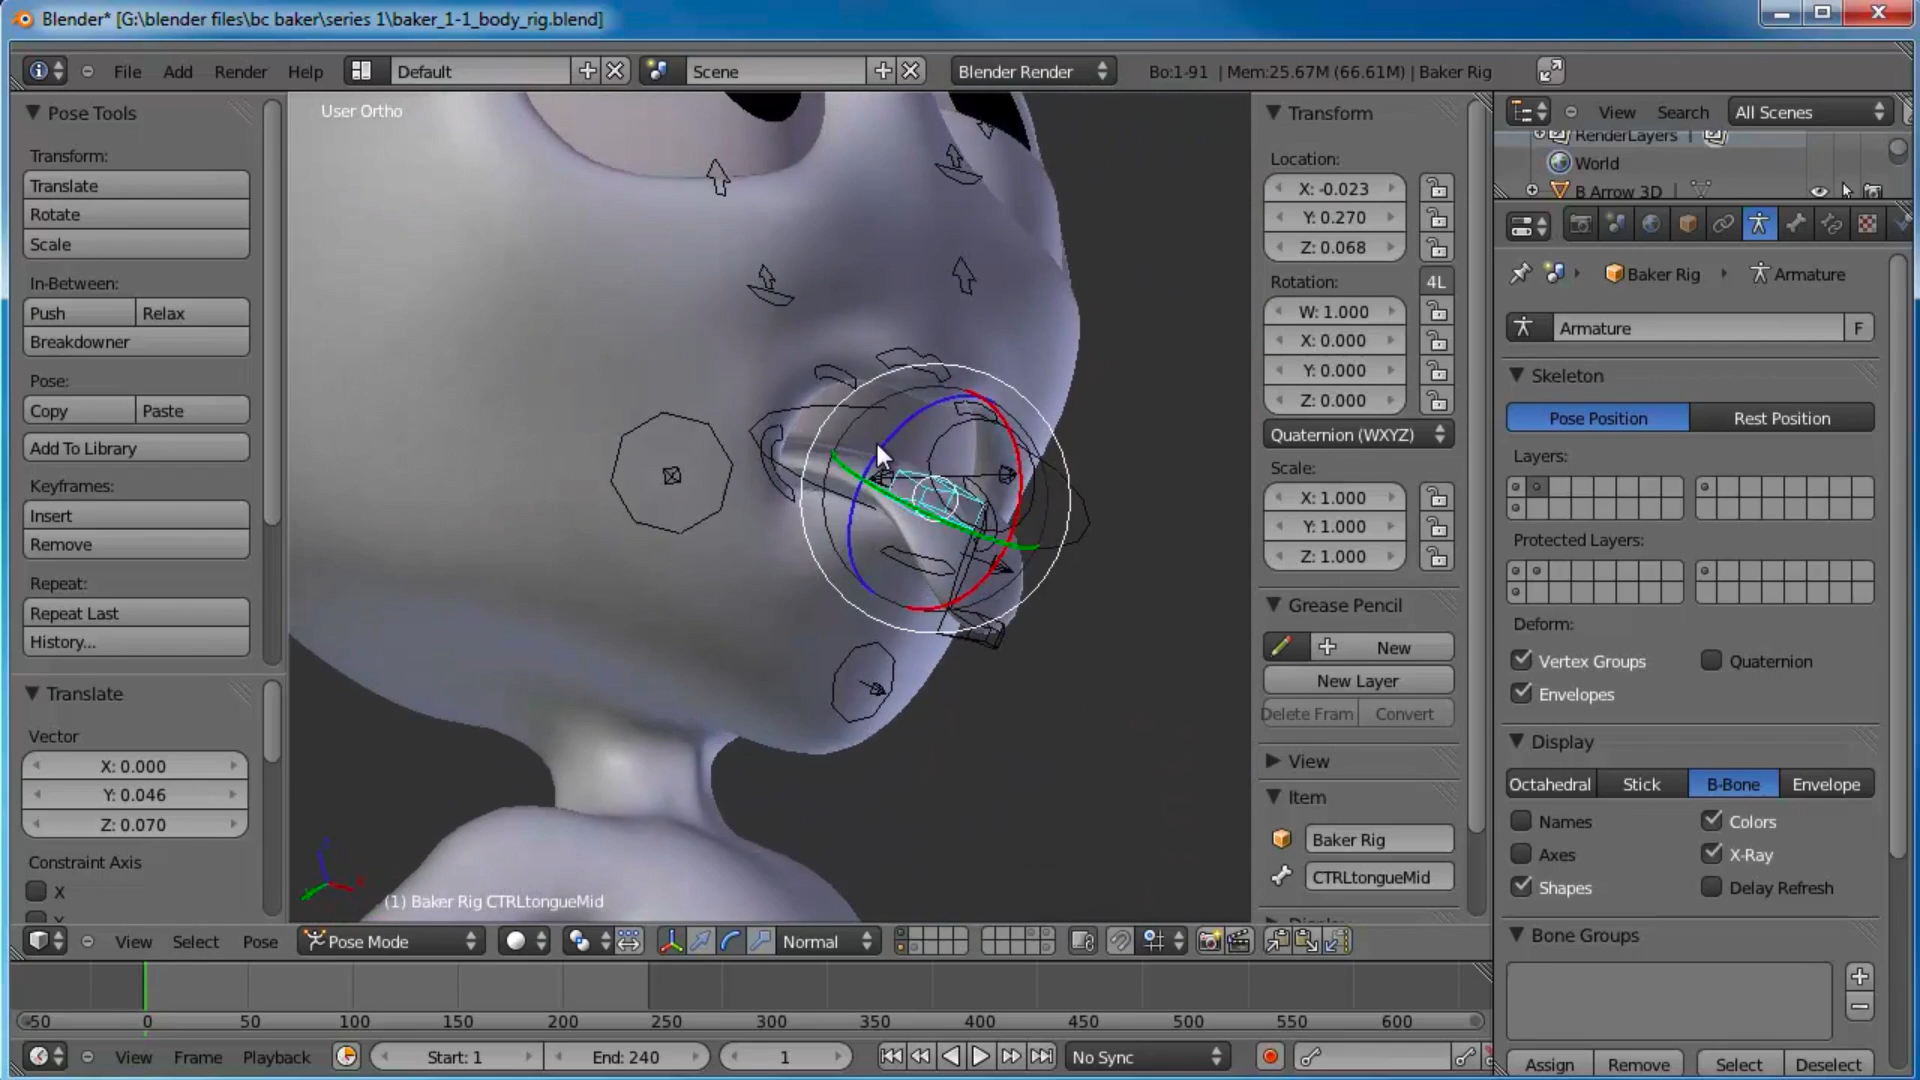 Blender* [G:\blender files\bc baker\series 1\baker_1-1_body_rig.blend]
File Add Render Help Default Scene Blender Render Bo:1-91 | Mem:25.67M (66.61M) | Baker Rig
Pose Tools
Transform:
Translate
Rotate
Scale
In-Between:
Push Relax
Breakdowner
Pose:
Copy Paste
Add To Library
Keyframes:
Insert
Remove
Repeat:
Repeat Last
History...
Translate
Vector
X: 0.000
Y: 0.046
Z: 0.070
Constraint Axis
X
Y
User Ortho
(1) Baker Rig CTRLtongueMid
Transform
Location:
X: -0.023
Y: 0.270
Z: 0.068
Rotation: 4L
W: 1.000
X: 0.000
Y: 0.000
Z: 0.000
Quaternion (WXYZ)
Scale:
X: 1.000
Y: 1.000
Z: 1.000
Grease Pencil
New
New Layer
Delete Fram Convert
View
Item
Baker Rig
CTRLtongueMid
View Search All Scenes
RenderLayers
World
B Arrow 3D
Baker Rig Armature
Armature F
Skeleton
Pose Position Rest Position
Layers:
Protected Layers:
Deform:
Vertex Groups Quaternion
Envelopes
Display
Octahedral Stick B-Bone Envelope
Names Colors
Axes X-Ray
Shapes Delay Refresh
Bone Groups
Assign Remove Select Deselect
View Select Pose Pose Mode Normal
-50 0 50 100 150 200 250 300 350 400 450 500 550 600
View Frame Playback Start: 1 End: 240 1 No Sync